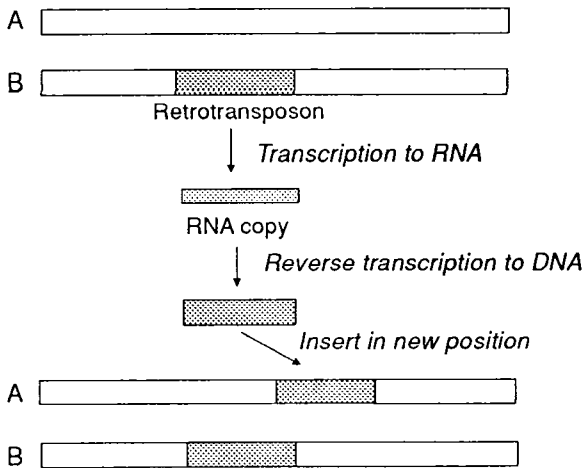 A
B
Retrotransposon
Transcription to RNA
RNA copy
Reverse transcription to DNA
Insert in new position
A
B